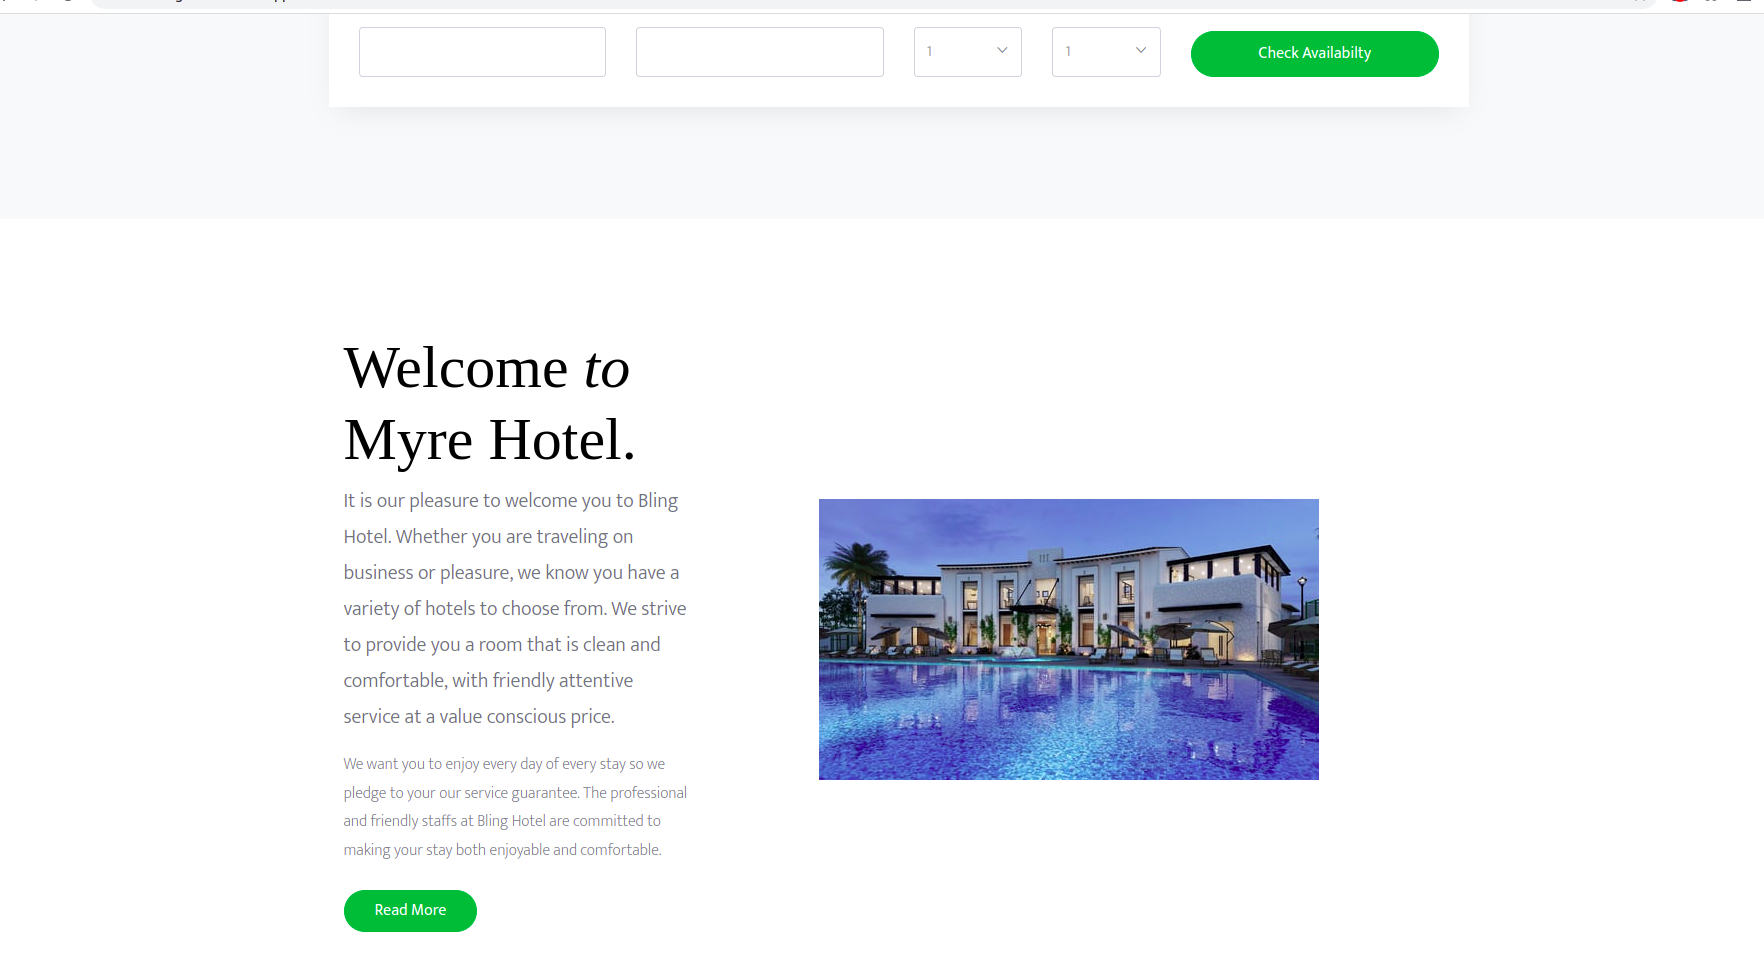 1 1 Check Availabilty
Welcome to
Myre Hotel.
It is our pleasure to welcome you to Bling
Hotel. Whether you are traveling on
business or pleasure, we know you have a
variety of hotels to choose from. We strive
to provide you a room that is clean and
comfortable, with friendly attentive
service at a value conscious price.
We want you to enjoy every day of every stay so we
pledge to your our service guarantee. The professional
and friendly staffs at Bling Hotel are committed to
making your stay both enjoyable and comfortable.
Read More